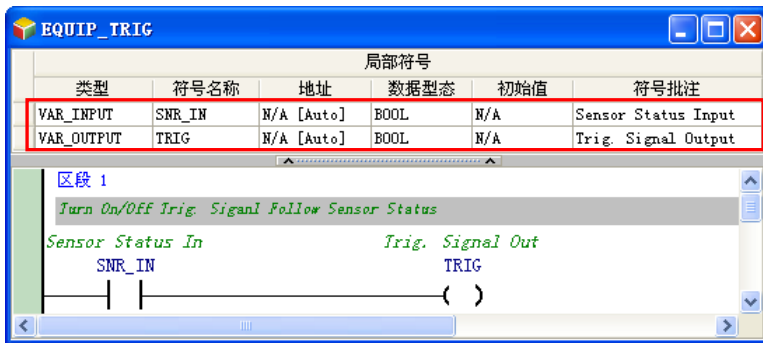 EQUIP_TRIG
局部符号
类型 符号名称 地址 数据型态 初始值 符号批注
VAR_INPUT SNR_IN N/A [Auto] BOOL N/A Sensor Status Input
VAR_OUTPUT TRIG N/A [Auto] BOOL N/A Trig. Signal Output
区段 1
Turn On/Off Trig. Siganl Follow Sensor Status
Sensor Status In Trig. Signal Out
SNR_IN TRIG